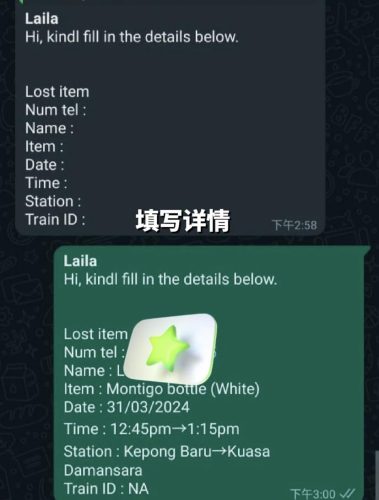 Laila
Hi, kindl fill in the details below.
Lost item
Num tel :
Name :
Item :
Date :
Time :
Station :
Train ID :
填写详情
下午2:58
Laila
Hi, kindl fill in the details below.
Lost item
Num tel :
Name : L
Item : Montigo bottle (White)
Date : 31/03/2024
Time : 12:45pm→1:15pm
Station : Kepong Baru→Kuasa
Damansara
Train ID : NA
下午3:00